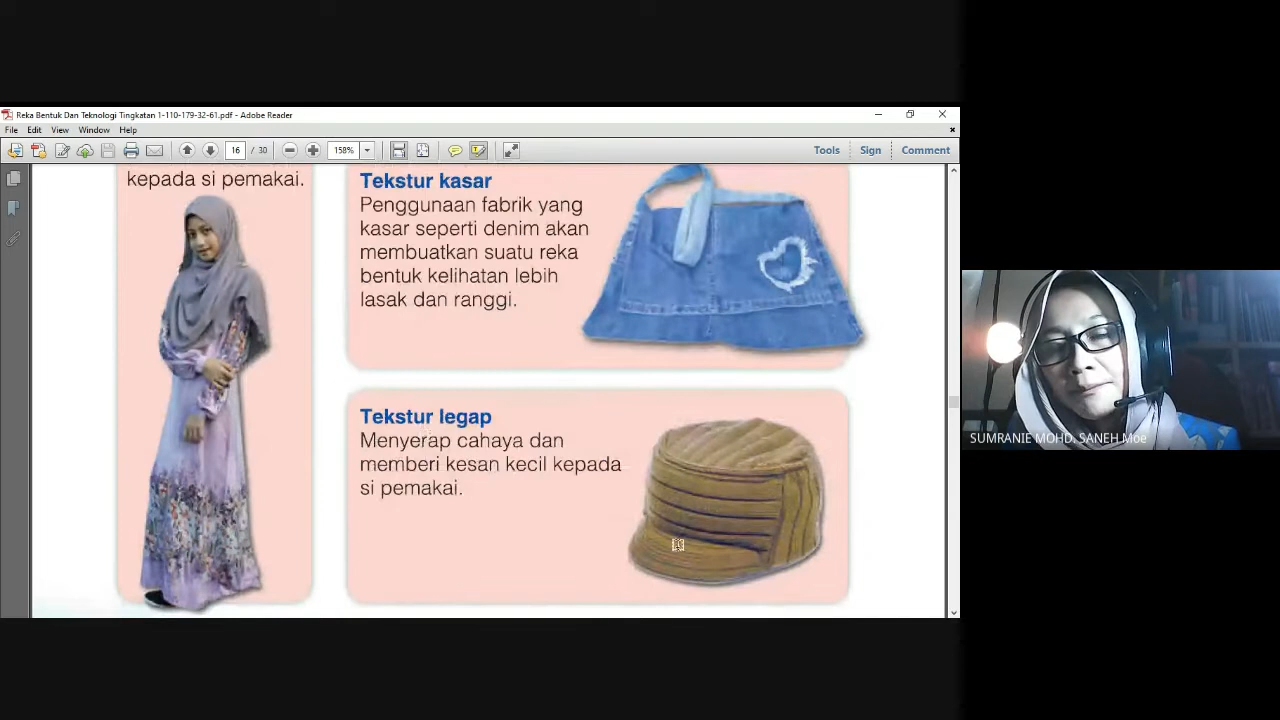 Reka Bentuk Dan Teknologi Tingkatan 1-110-179-32-61.pdf - Adobe Reader
File Edit View Window Help
16 / 30 158% Tools Sign Comment
kepada si pemakai.
Tekstur kasar
Penggunaan fabrik yang
kasar seperti denim akan
membuatkan suatu reka
bentuk kelihatan lebih
lasak dan ranggi.
Tekstur legap
Menyerap cahaya dan
memberi kesan kecil kepada
si pemakai.
SUMRANIE MOHD. SANEH Moe